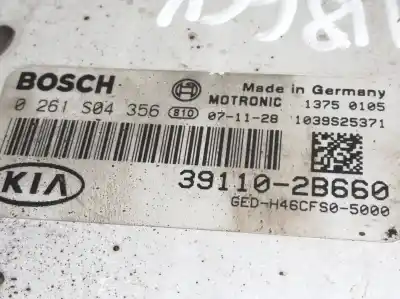 BOSCH
Made in Germany
MOTRONIC 1375 0105
0 261 S04 356 810 07-11-28 1039S25371
KIA
39110-2B660
GED-H46CFS0-5000